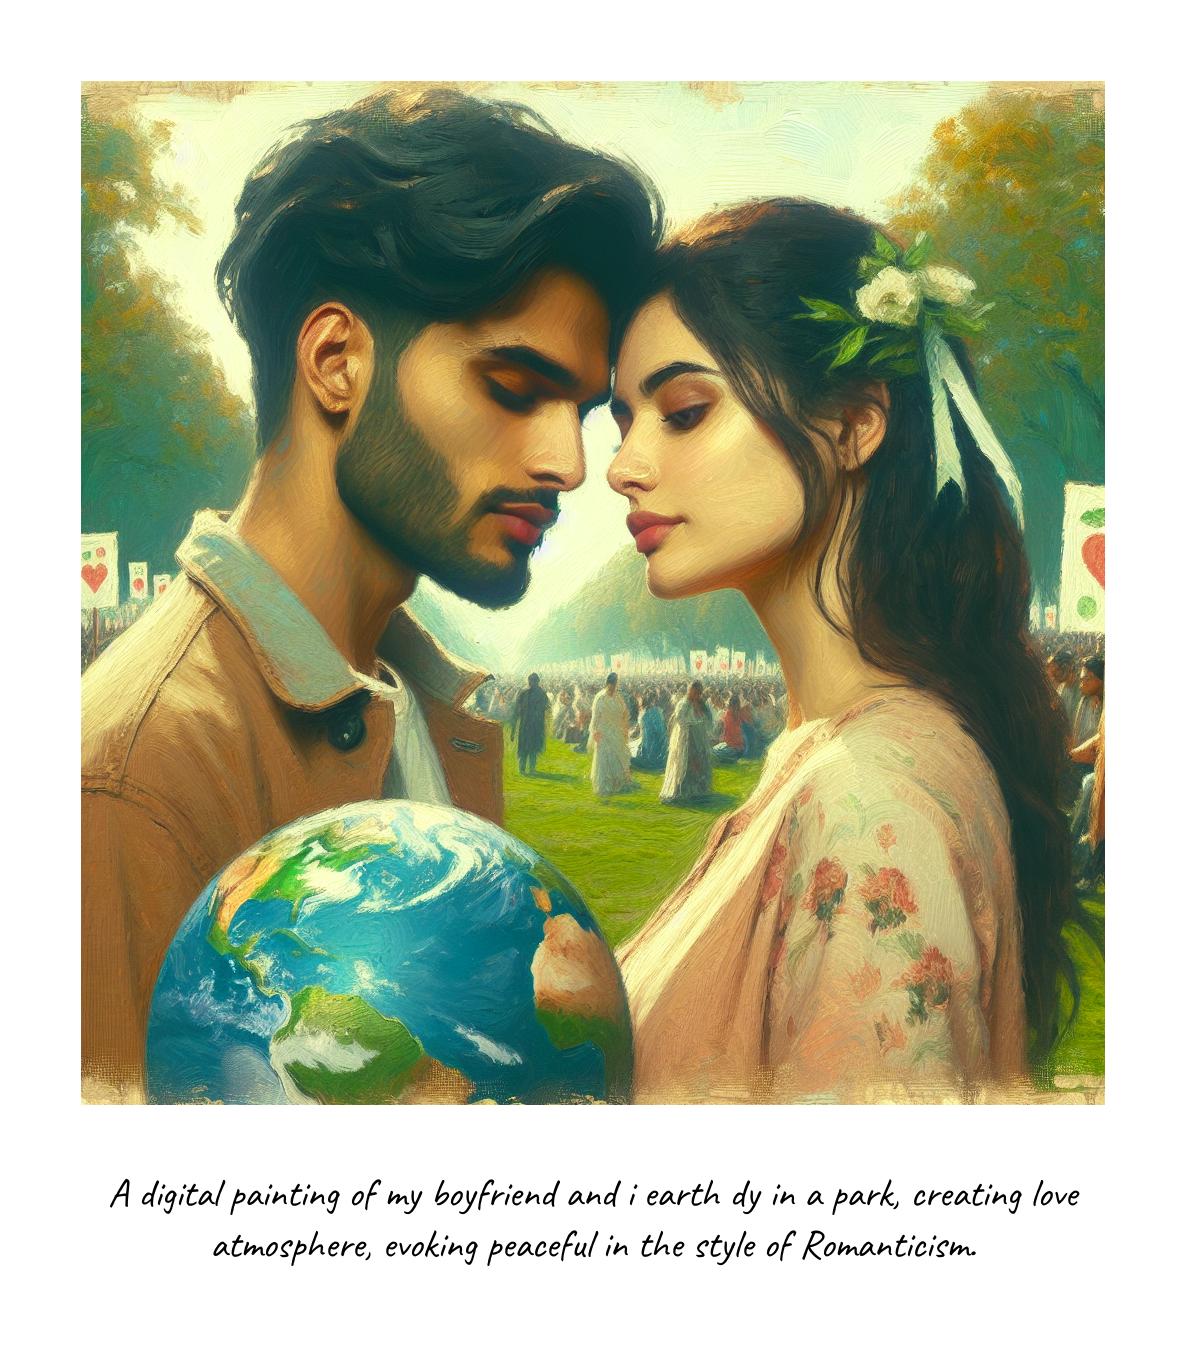 A digital painting of my boyfriend and i earth dy in a park, creating love
atmosphere, evoking peaceful in the style of Romanticism.